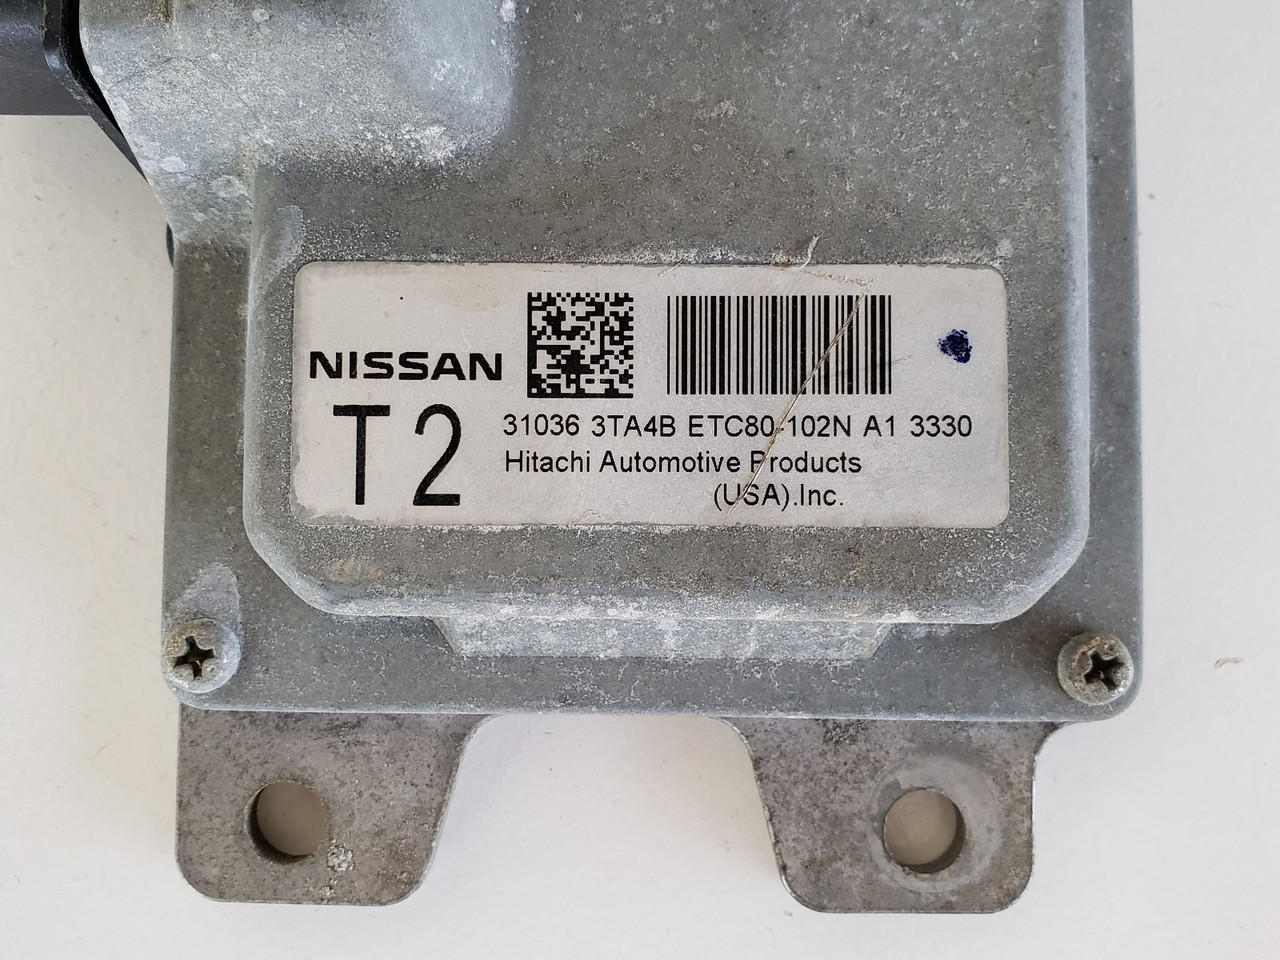 NISSAN
T2
31036 3TA4B ETC80-102N A1 3330
Hitachi Automotive Products
(USA).Inc.